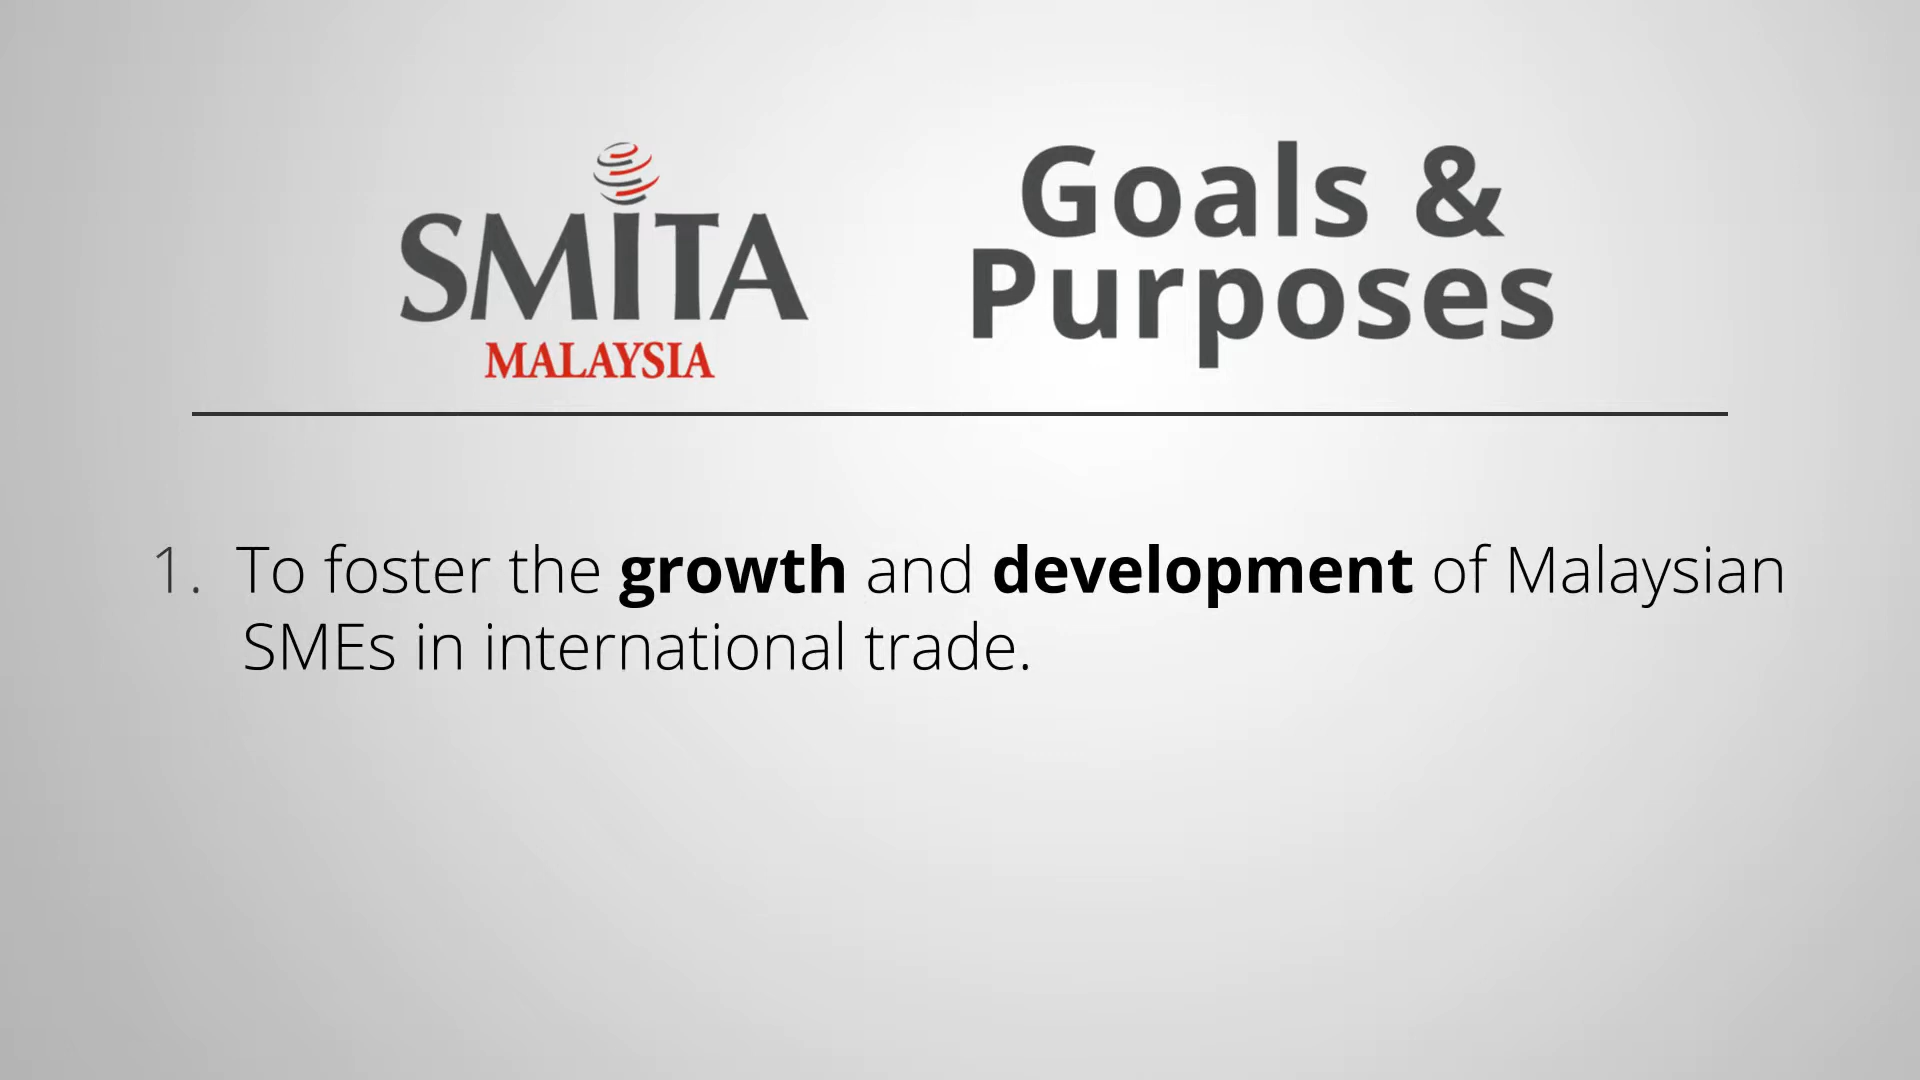 SMITA
MALAYSIA
Goals &
Purposes
1. To foster the growth and development of Malaysian
SMEs in international trade.